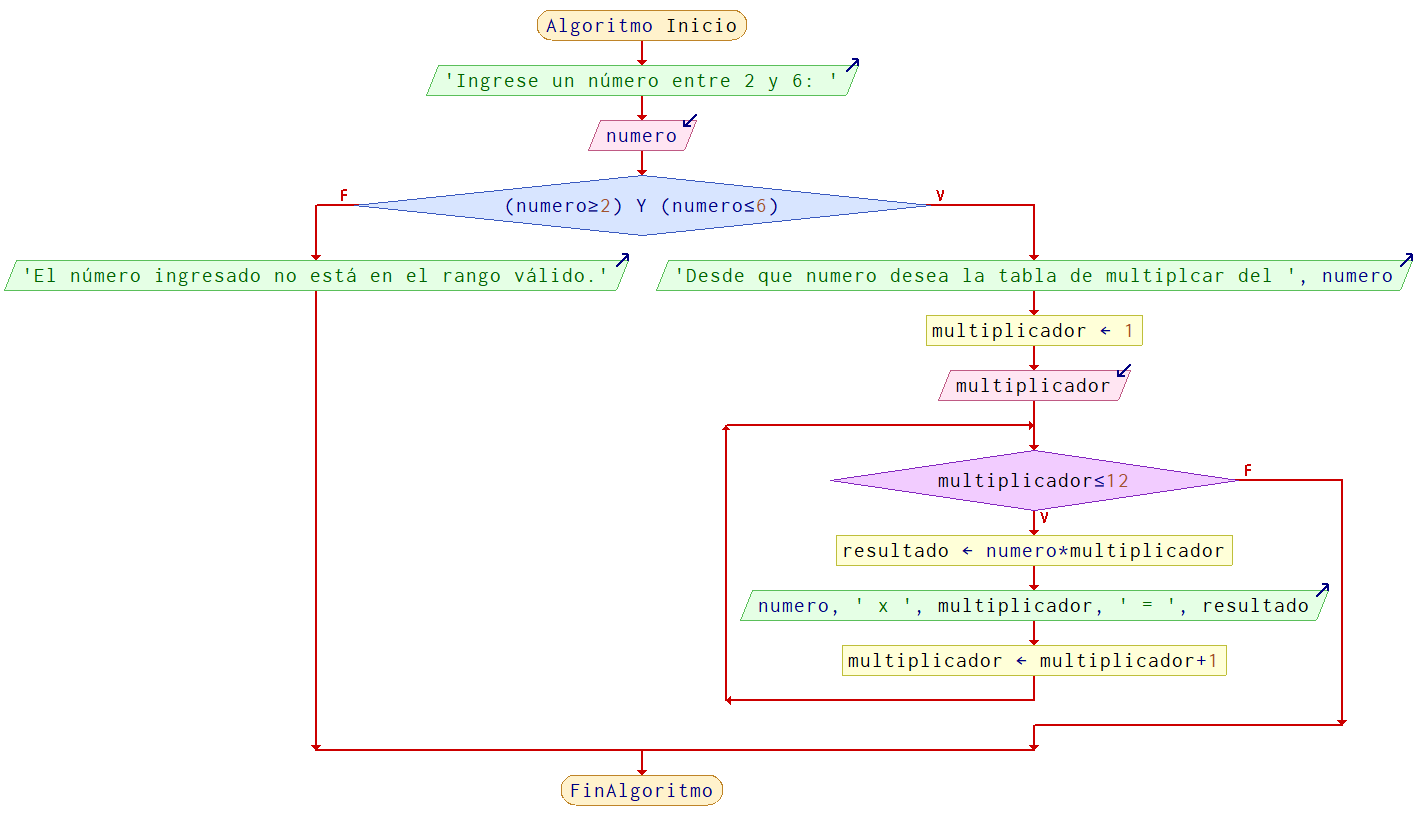 Algoritmo Inicio
'Ingrese un número entre 2 y 6: '
numero
(numero≥2) Y (numero≤6)
F
V
'El número ingresado no está en el rango válido.'
'Desde que numero desea la tabla de multiplcar del ', numero
multiplicador ← 1
multiplicador
multiplicador≤12
F
V
resultado ← numero*multiplicador
numero, ' x ', multiplicador, ' = ', resultado
multiplicador ← multiplicador+1
FinAlgoritmo